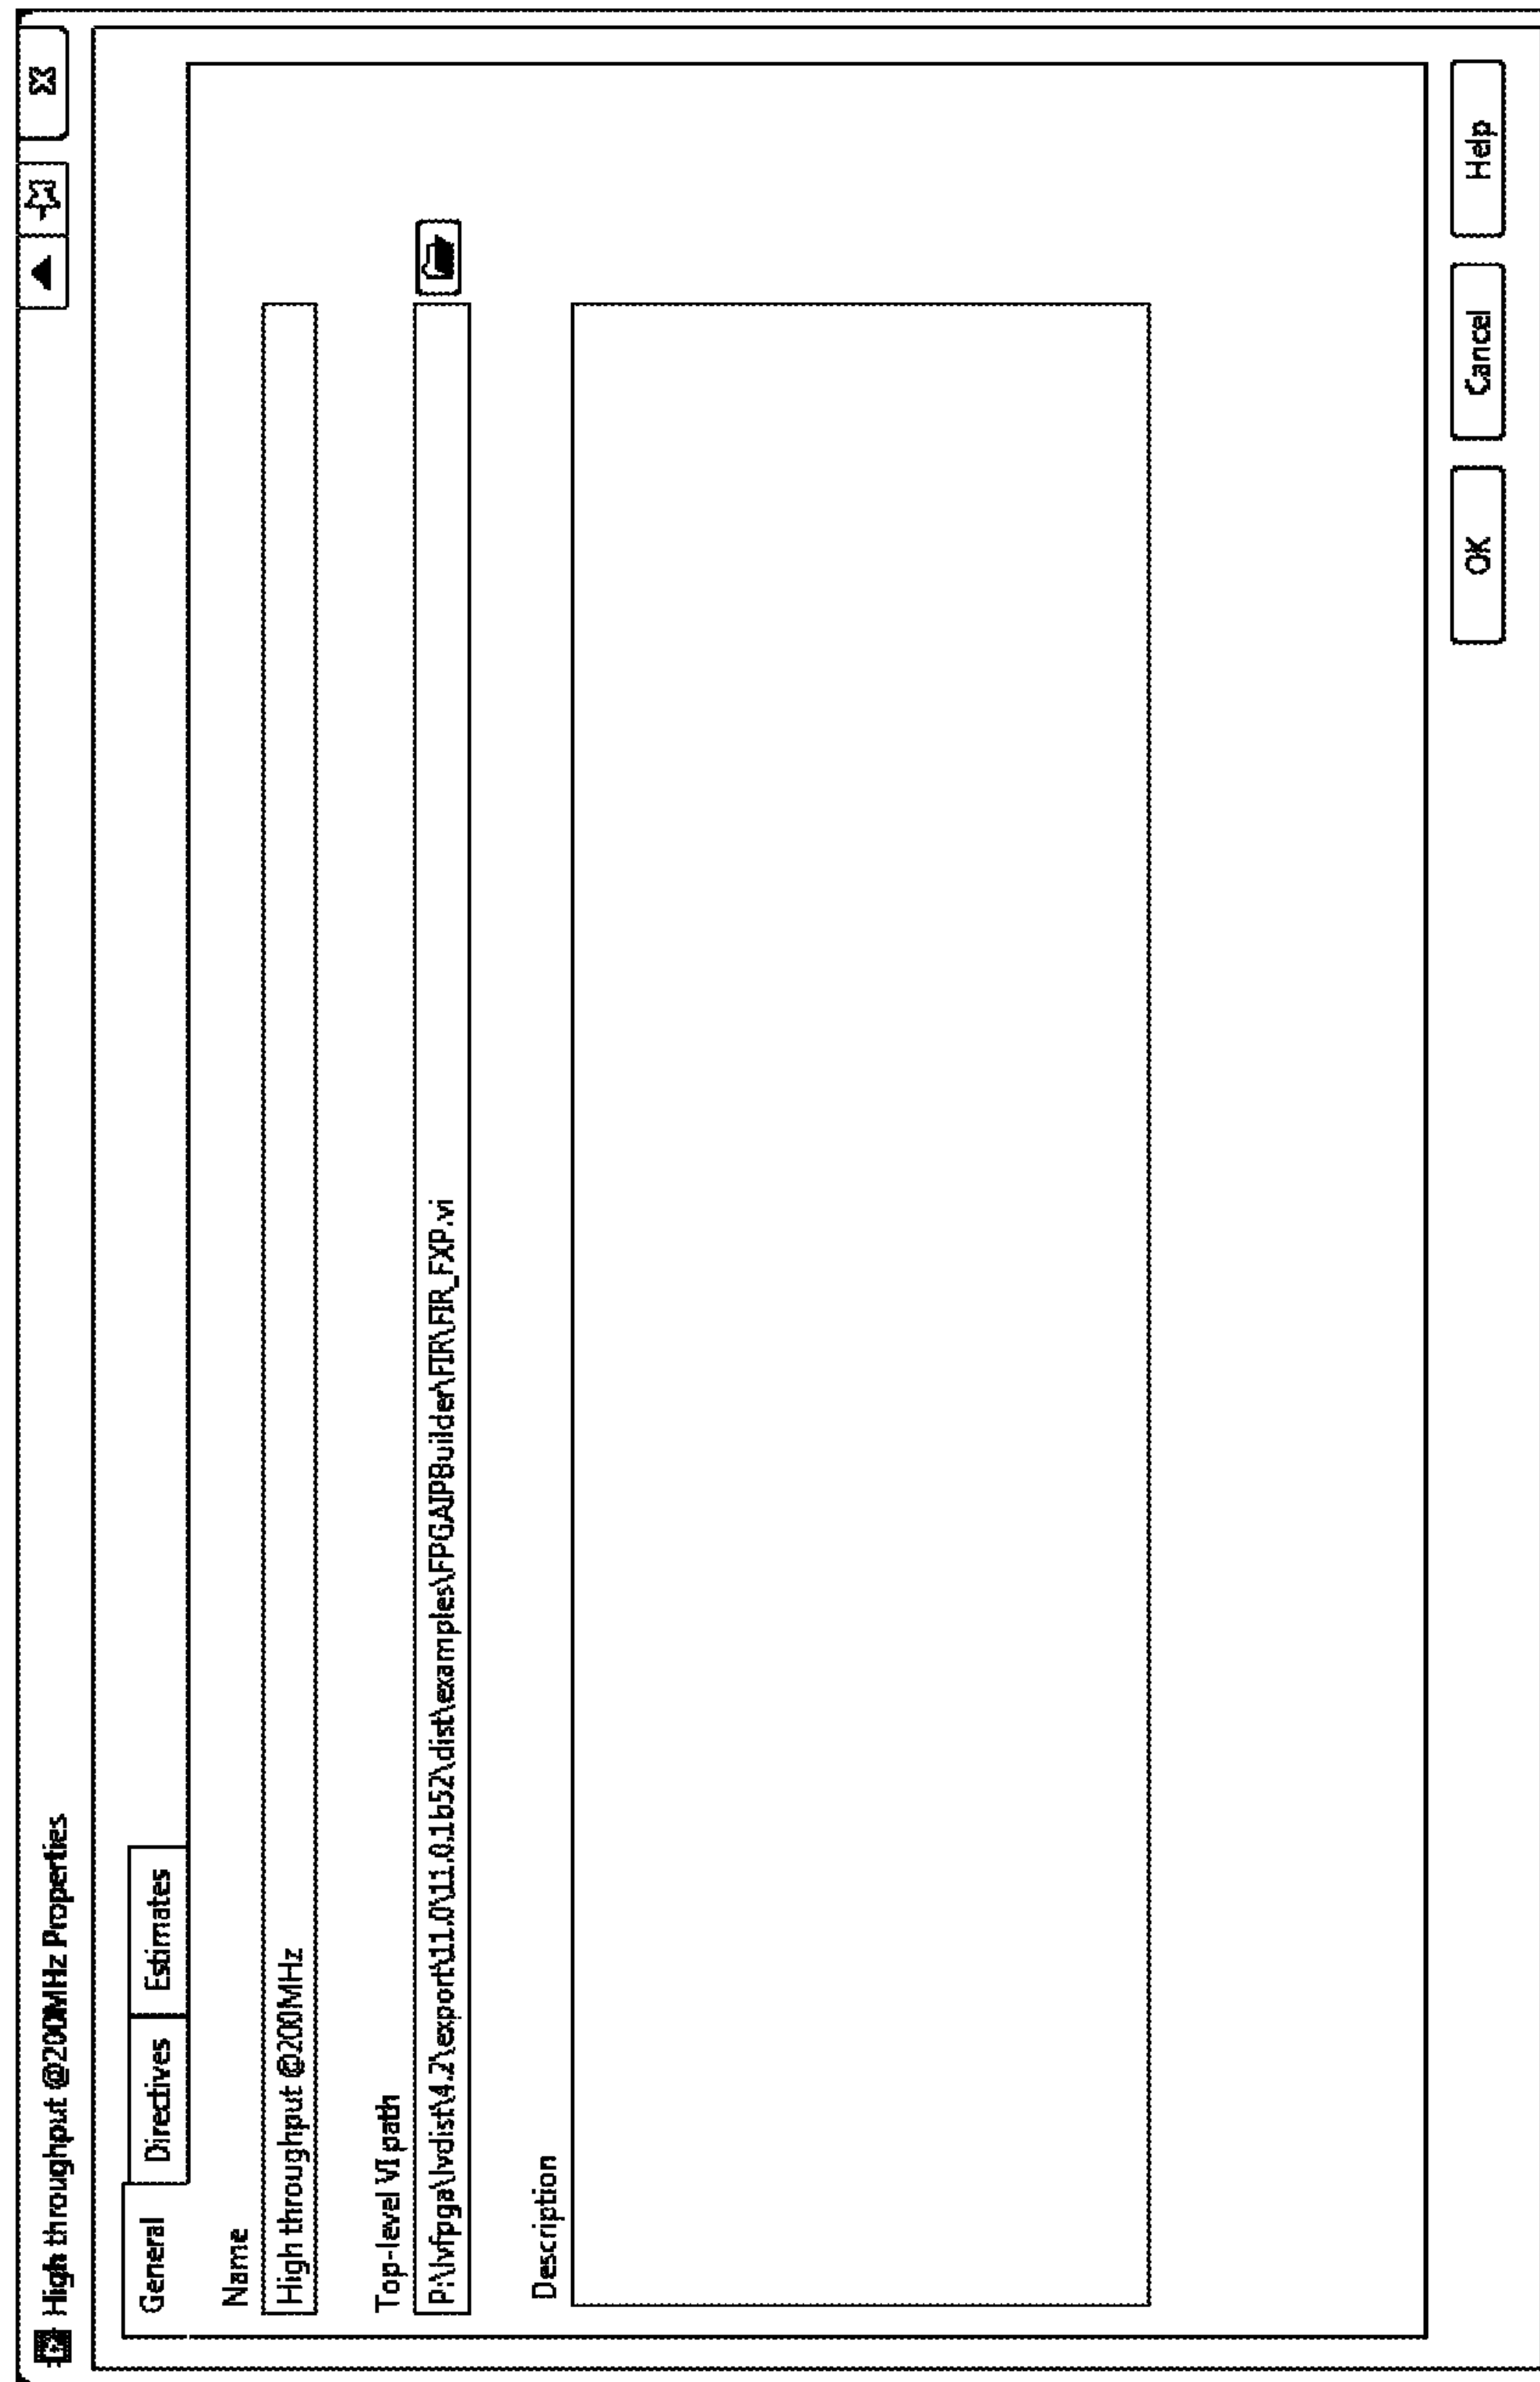 High throughput @200MHz Properties
General Directives Estimates
Name
High throughput @200MHz
Top-level VI path
P:\lvfpga\lvdist\4.2\export\11.0\11.0.1b52\dist\examples\FPGAIPBuilder\FIR\FIR_FXP.vi
Description
OK Cancel Help